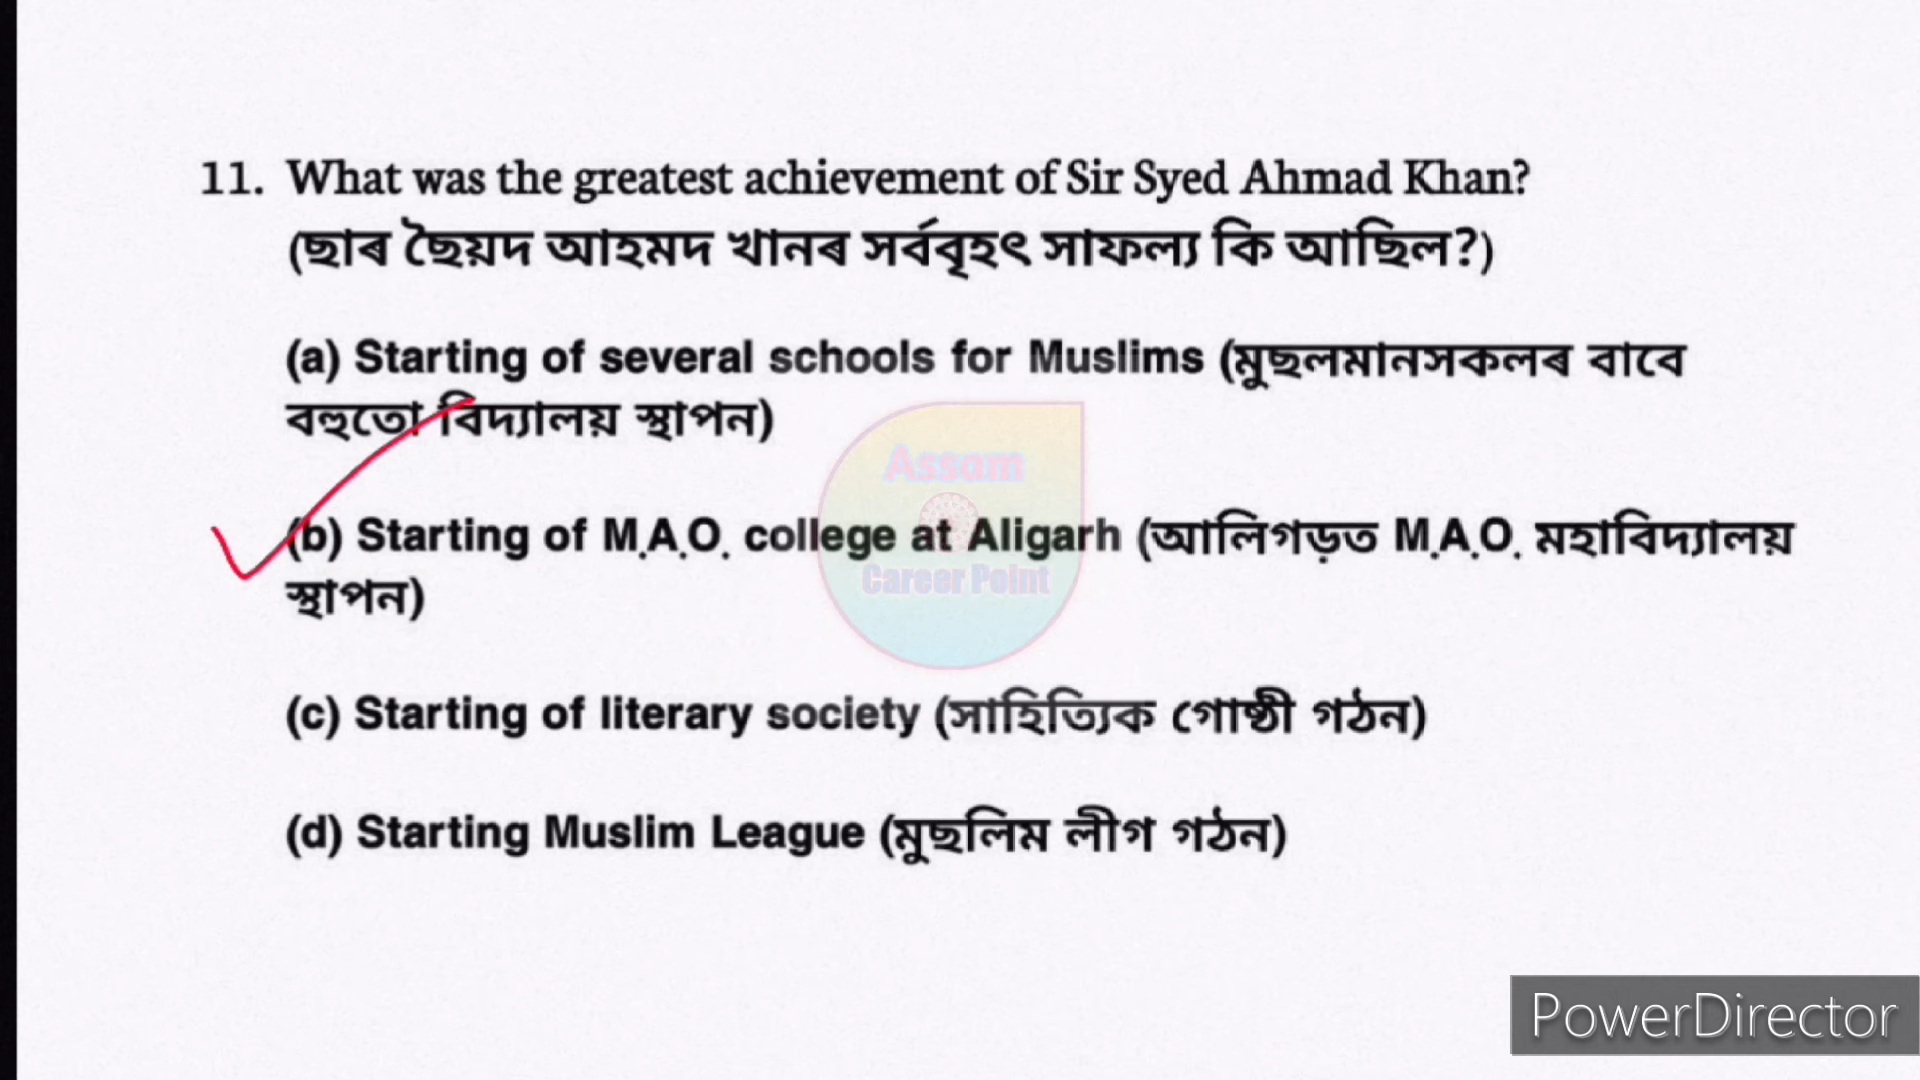 11. What was the greatest achievement of Sir Syed Ahmad Khan?
(ছাৰ ছৈয়দ আহমদ খানৰ সৰ্ববৃহৎ সাফল্য কি আছিল?)
(a) Starting of several schools for Muslims (মুছলমানসকলৰ বাবে
বহুতো বিদ্যালয় স্থাপন)
(b) Starting of M.A.O. college at Aligarh (আলিগড়ত M.A.O. মহাবিদ্যালয়
স্থাপন)
(c) Starting of literary society (সাহিত্যিক গোষ্ঠী গঠন)
(d) Starting Muslim League (মুছলিম লীগ গঠন)
Assam
Career Point
PowerDirector